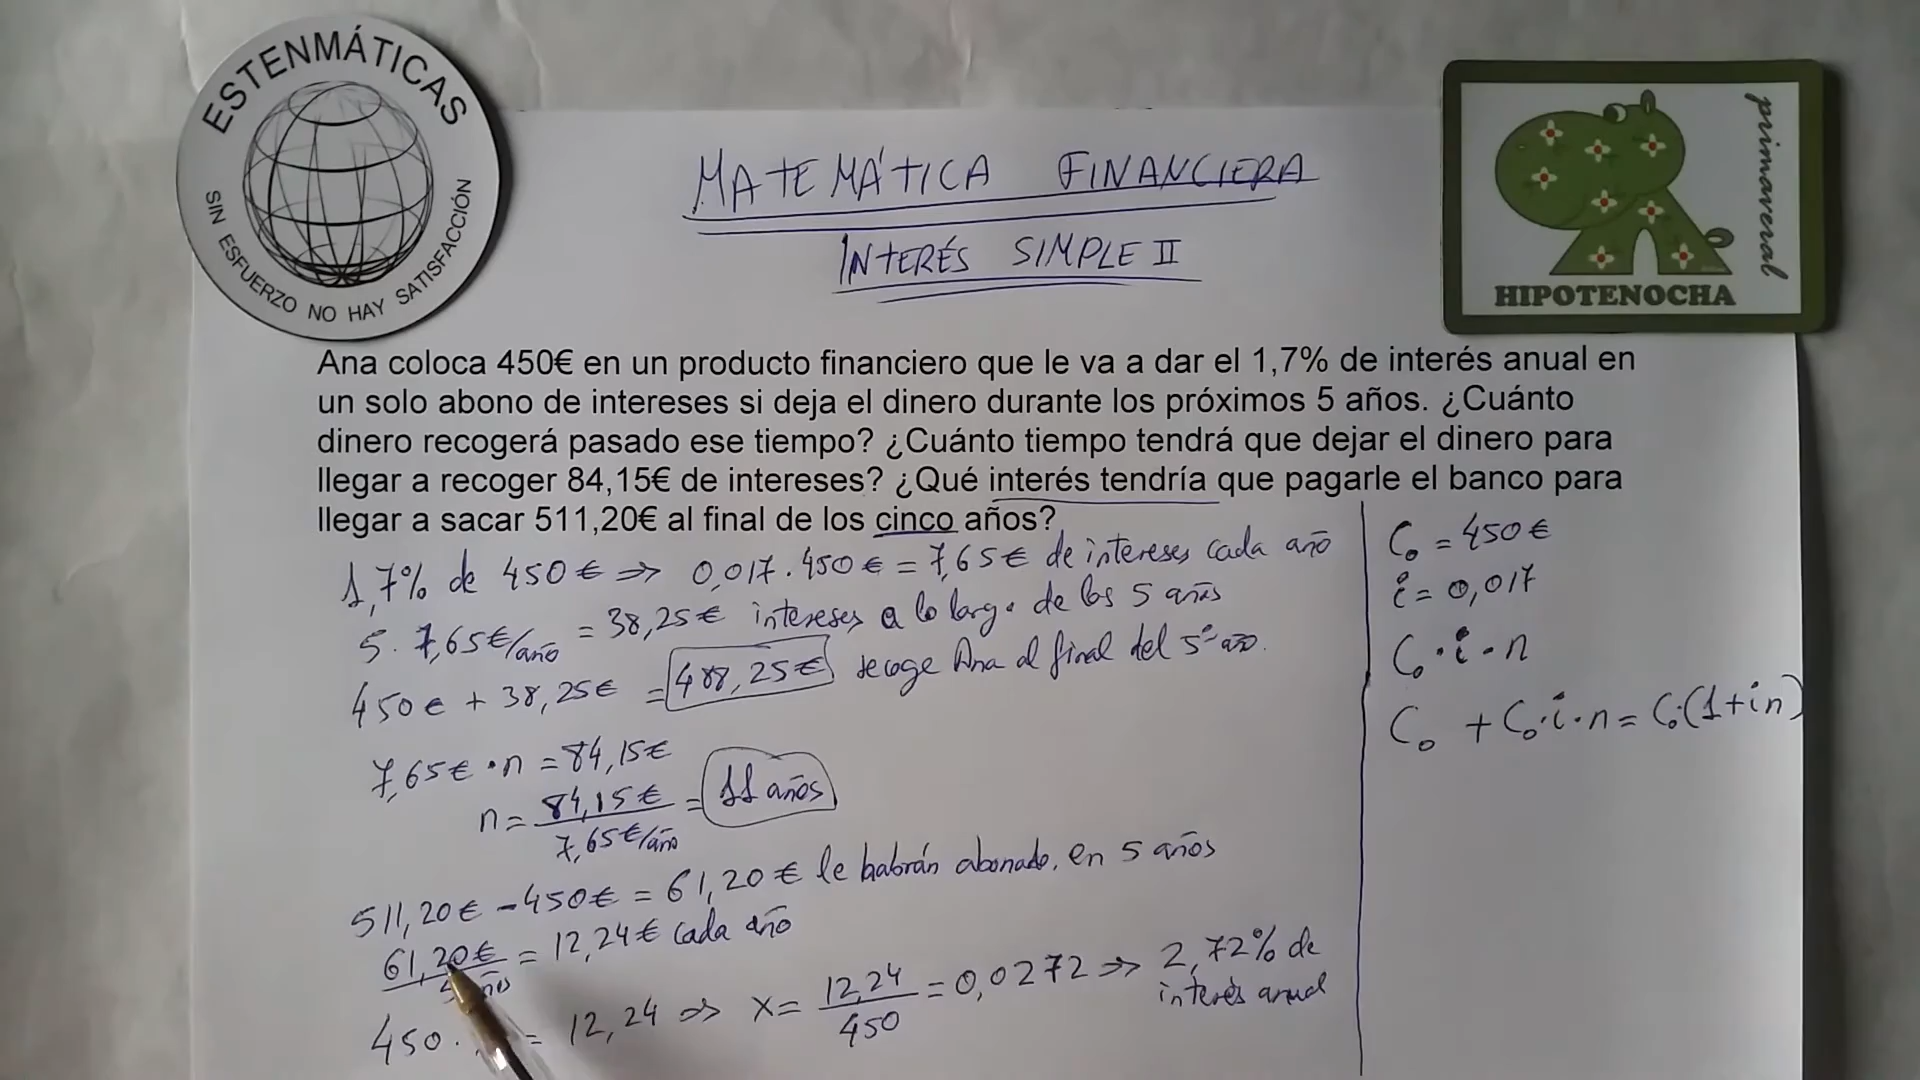 ESTENMÁTICAS
SIN ESFUERZO NO HAY SATISFACCIÓN
primaveral
HIPOTENOCHA
MATEMÁTICA FINANCIERA
INTERÉS SIMPLE II
Ana coloca 450€ en un producto financiero que le va a dar el 1,7% de interés anual en
un solo abono de intereses si deja el dinero durante los próximos 5 años. ¿Cuánto
dinero recogerá pasado ese tiempo? ¿Cuánto tiempo tendrá que dejar el dinero para
llegar a recoger 84,15€ de intereses? ¿Qué interés tendría que pagarle el banco para
llegar a sacar 511,20€ al final de los cinco años?
1,7% de 450€ ⇒ 0,017 · 450€ = 7,65€ de intereses cada año
5 · 7,65€/año = 38,25€ intereses a lo largo de los 5 años
450€ + 38,25€ = 488,25€ recoge Ana al final del 5º año.
7,65€ · n = 84,15€
n = 84,15€ / 7,65€/año = 11 años
511,20€ - 450€ = 61,20€ le habrán abonado, en 5 años
61,20€ / 5 años = 12,24€ cada año
450 · = 12,24 ⇒ x = 12,24 / 450 = 0,0272 ⇒ 2,72% de
interés anual
C₀ = 450€
i = 0,017
C₀ · i · n
C₀ + C₀ · i · n = C₀·(1+in)